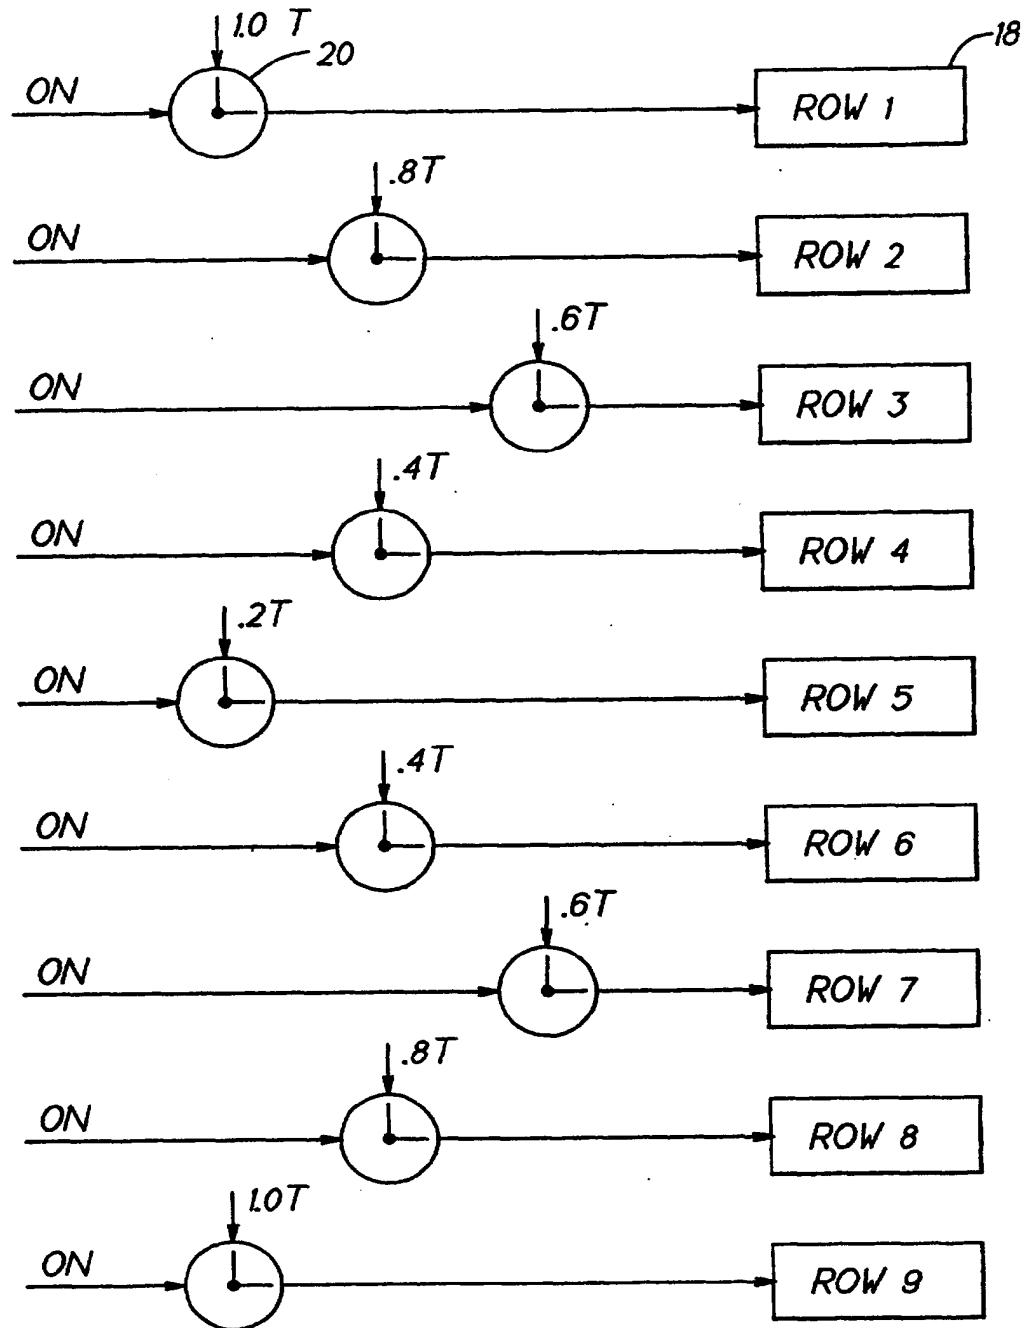 1.0 T
20
18
ON
ROW 1
.8T
ON
ROW 2
.6T
ON
ROW 3
.4T
ON
ROW 4
.2T
ON
ROW 5
.4T
ON
ROW 6
.6T
ON
ROW 7
.8T
ON
ROW 8
1.0T
ON
ROW 9